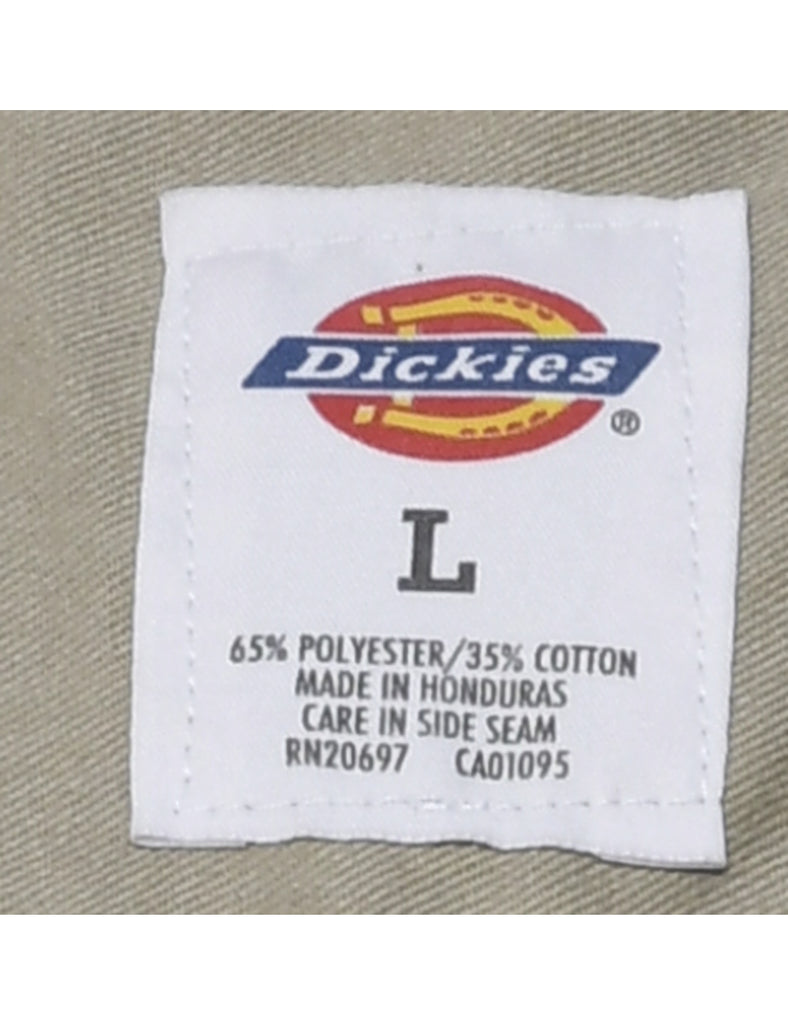 Dickies
®
L
65% POLYESTER/35% COTTON
MADE IN HONDURAS
CARE IN SIDE SEAM
RN20697 CA01095